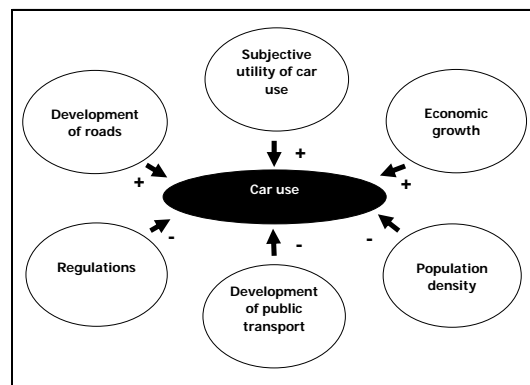 Subjective
utility of car
use
Development
of roads
Economic
growth
+
+
+
Car use
-
-
-
Regulations
Development
of public
transport
Population
density